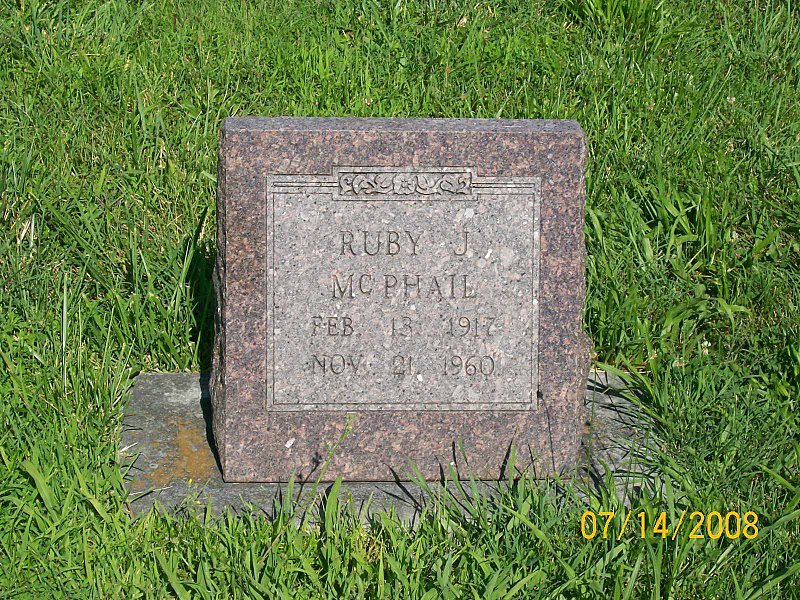 RUBY J.
McPHAIL
FEB. 13. 1917
NOV. 21. 1960
07/14/2008